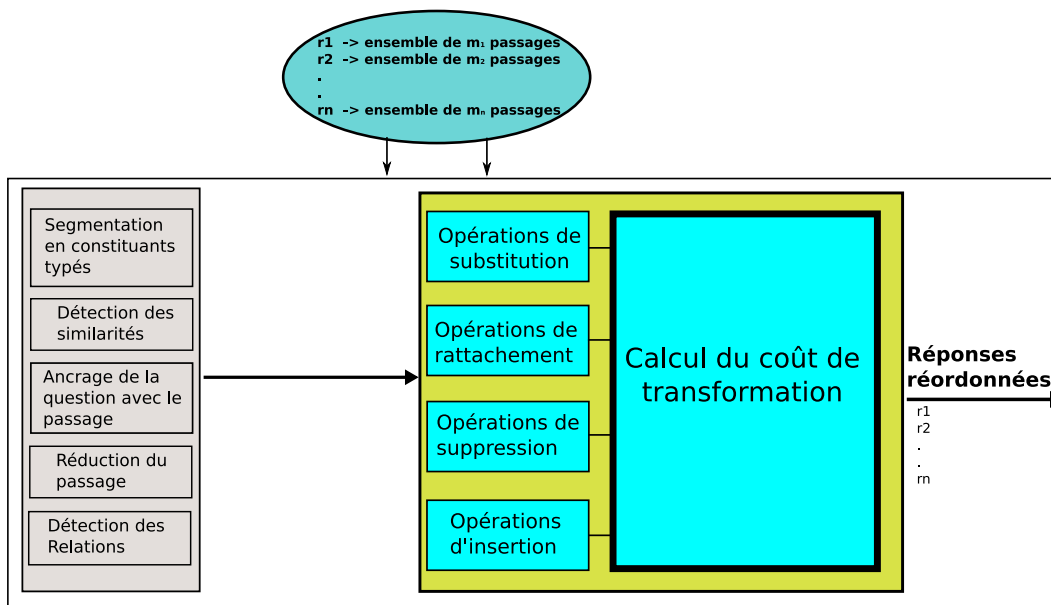 r1 -> ensemble de m₁ passages
r2 -> ensemble de m₂ passages
.
.
rn -> ensemble de mₙ passages
Segmentation
en constituants
typés
Détection des
similarités
Ancrage de la
question avec le
passage
Réduction du
passage
Détection des
Relations
Opérations de
substitution
Opérations de
rattachement
Opérations de
suppression
Opérations
d'insertion
Calcul du coût de
transformation
Réponses
réordonnées
r1
r2
.
.
rn